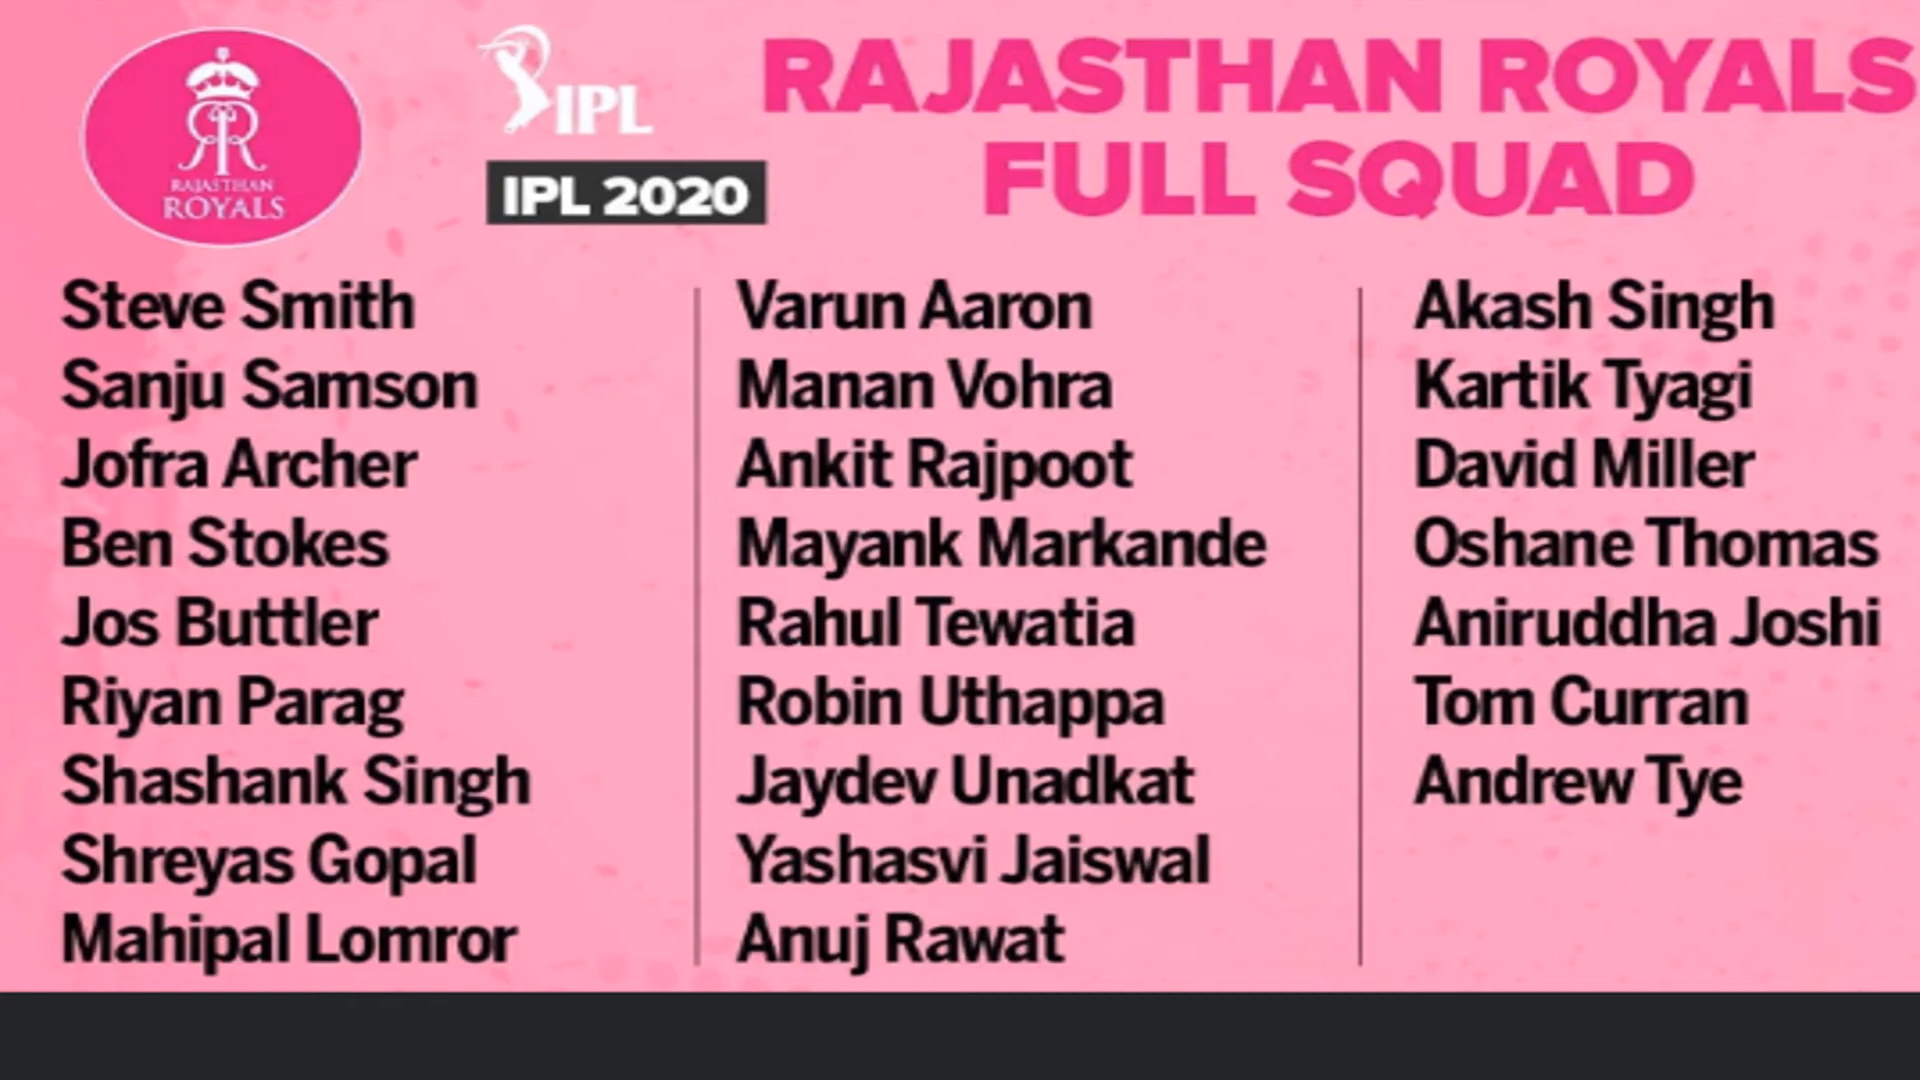 RAJASTHAN
ROYALS
IPL
IPL 2020
RAJASTHAN ROYALS
FULL SQUAD
Steve Smith
Sanju Samson
Jofra Archer
Ben Stokes
Jos Buttler
Riyan Parag
Shashank Singh
Shreyas Gopal
Mahipal Lomror
Varun Aaron
Manan Vohra
Ankit Rajpoot
Mayank Markande
Rahul Tewatia
Robin Uthappa
Jaydev Unadkat
Yashasvi Jaiswal
Anuj Rawat
Akash Singh
Kartik Tyagi
David Miller
Oshane Thomas
Aniruddha Joshi
Tom Curran
Andrew Tye